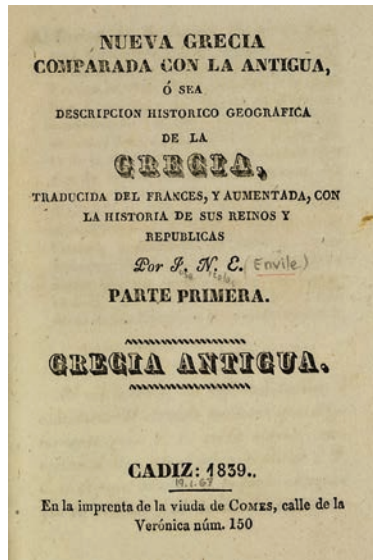 NUEVA GRECIA
COMPARADA CON LA ANTIGUA,
Ó SEA
DESCRIPCION HISTORICO GEOGRAFICA
DE LA
GRECIA,
TRADUCIDA DEL FRANCES, Y AUMENTADA, CON
LA HISTORIA DE SUS REINOS Y
REPUBLICAS
Por J. N. E. (Envile)
PARTE PRIMERA.
GRECIA ANTIGUA.
CADIZ: 1839..
19.1.67
En la imprenta de la viuda de COMES, calle de la
Verónica núm. 150